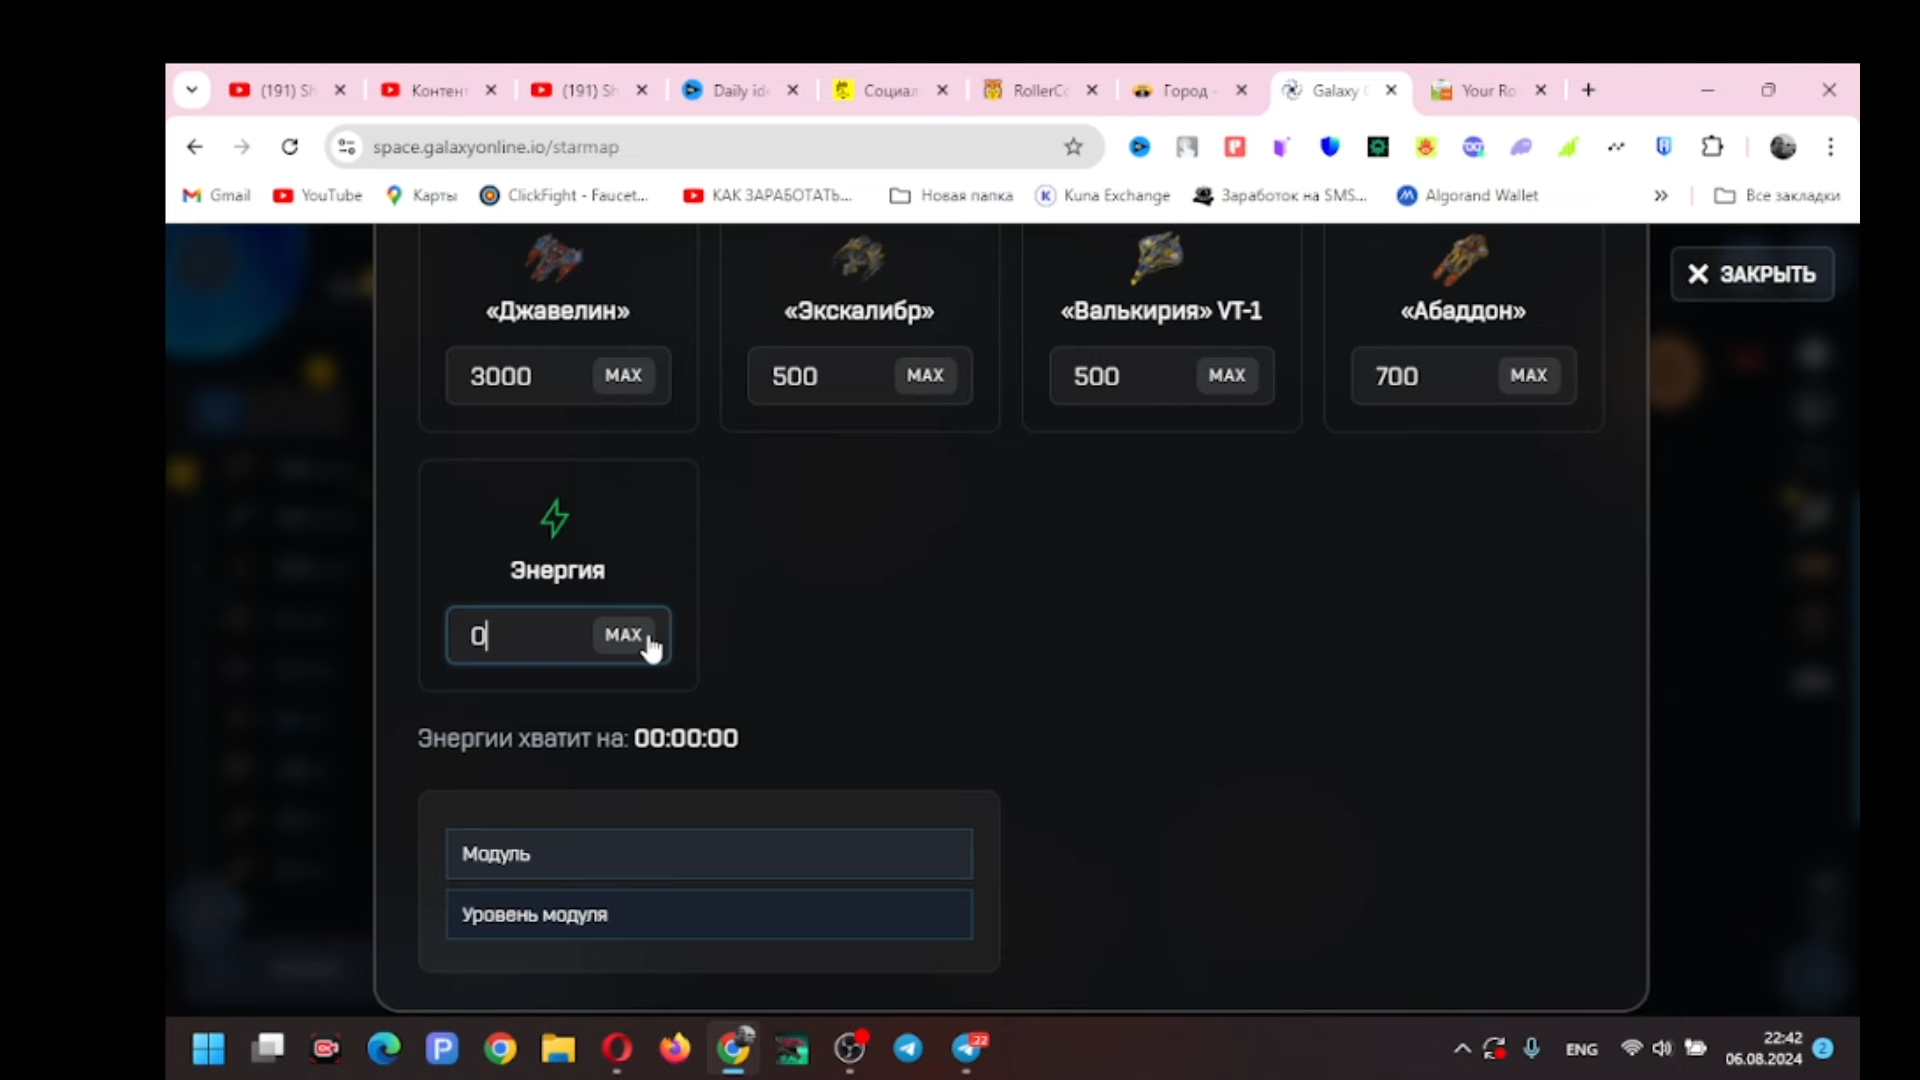 (191) Sh
Контен
(191) Sh
Daily id
Социал
RollerCo
Город -
Galaxy
Your Ro
space.galaxyonline.io/starmap
Gmail
YouTube
Карты
ClickFight - Faucet...
КАК ЗАРАБОТАТЬ...
Новая папка
Kuna Exchange
Заработок на SMS...
Algorand Wallet
Все закладки
ЗАКРЫТЬ
«Джавелин»
«Экскалибр»
«Валькирия» VT-1
«Абаддон»
3000 MAX
500 MAX
500 MAX
700 MAX
Энергия
0 MAX
Энергии хватит на: 00:00:00
Модуль
Уровень модуля
22
ENG
22:42
06.08.2024
2